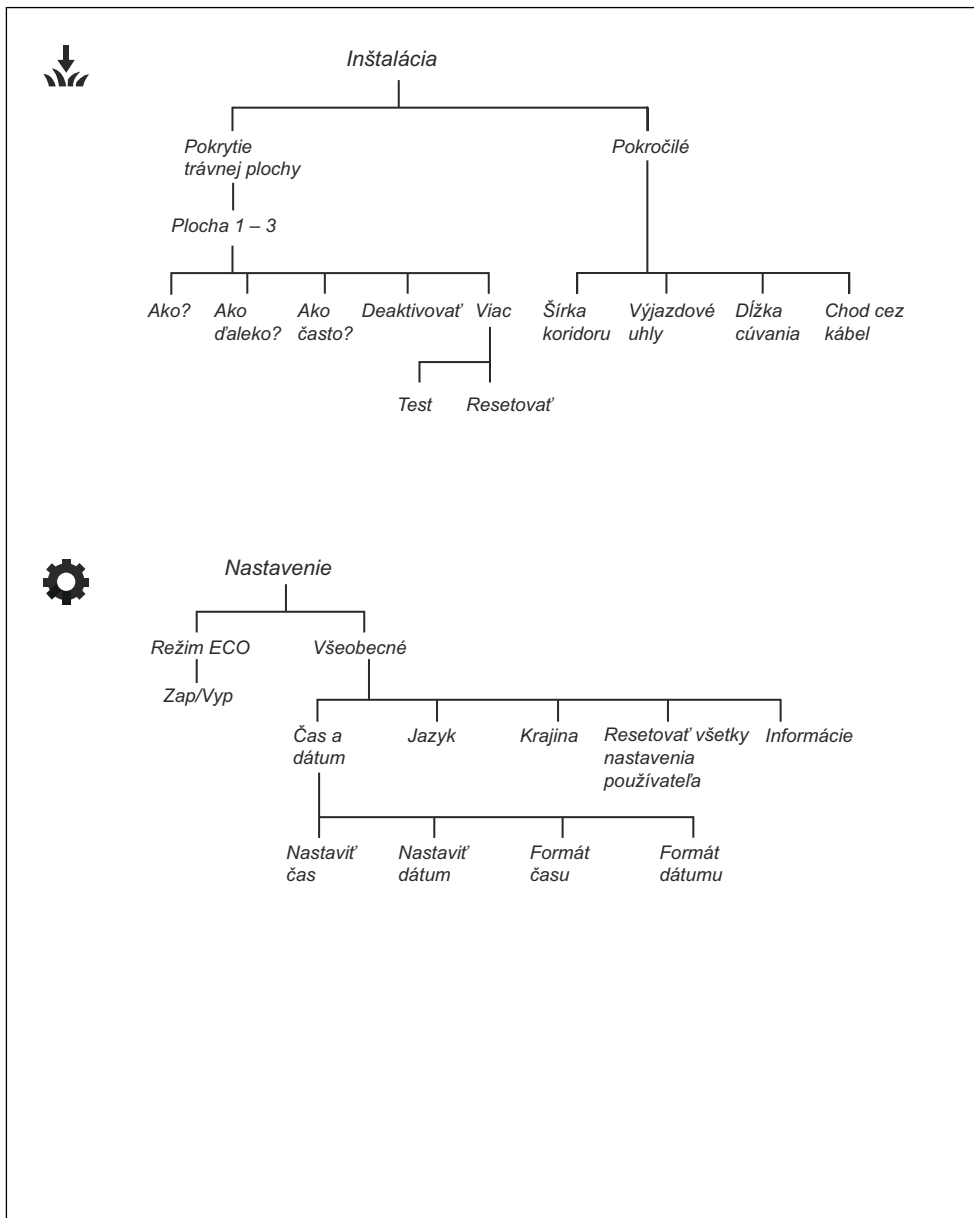 Inštalácia
Pokrytie
trávnej plochy
Pokročilé
Plocha 1 – 3
Ako?
Ako
ďaleko?
Ako
často?
Deaktivovať
Viac
Šírka
koridoru
Výjazdové
uhly
Dĺžka
cúvania
Chod cez
kábel
Test
Resetovať
Nastavenie
Režim ECO
Všeobecné
Zap/Vyp
Čas a
dátum
Jazyk
Krajina
Resetovať všetky
nastavenia
používateľa
Informácie
Nastaviť
čas
Nastaviť
dátum
Formát
času
Formát
dátumu